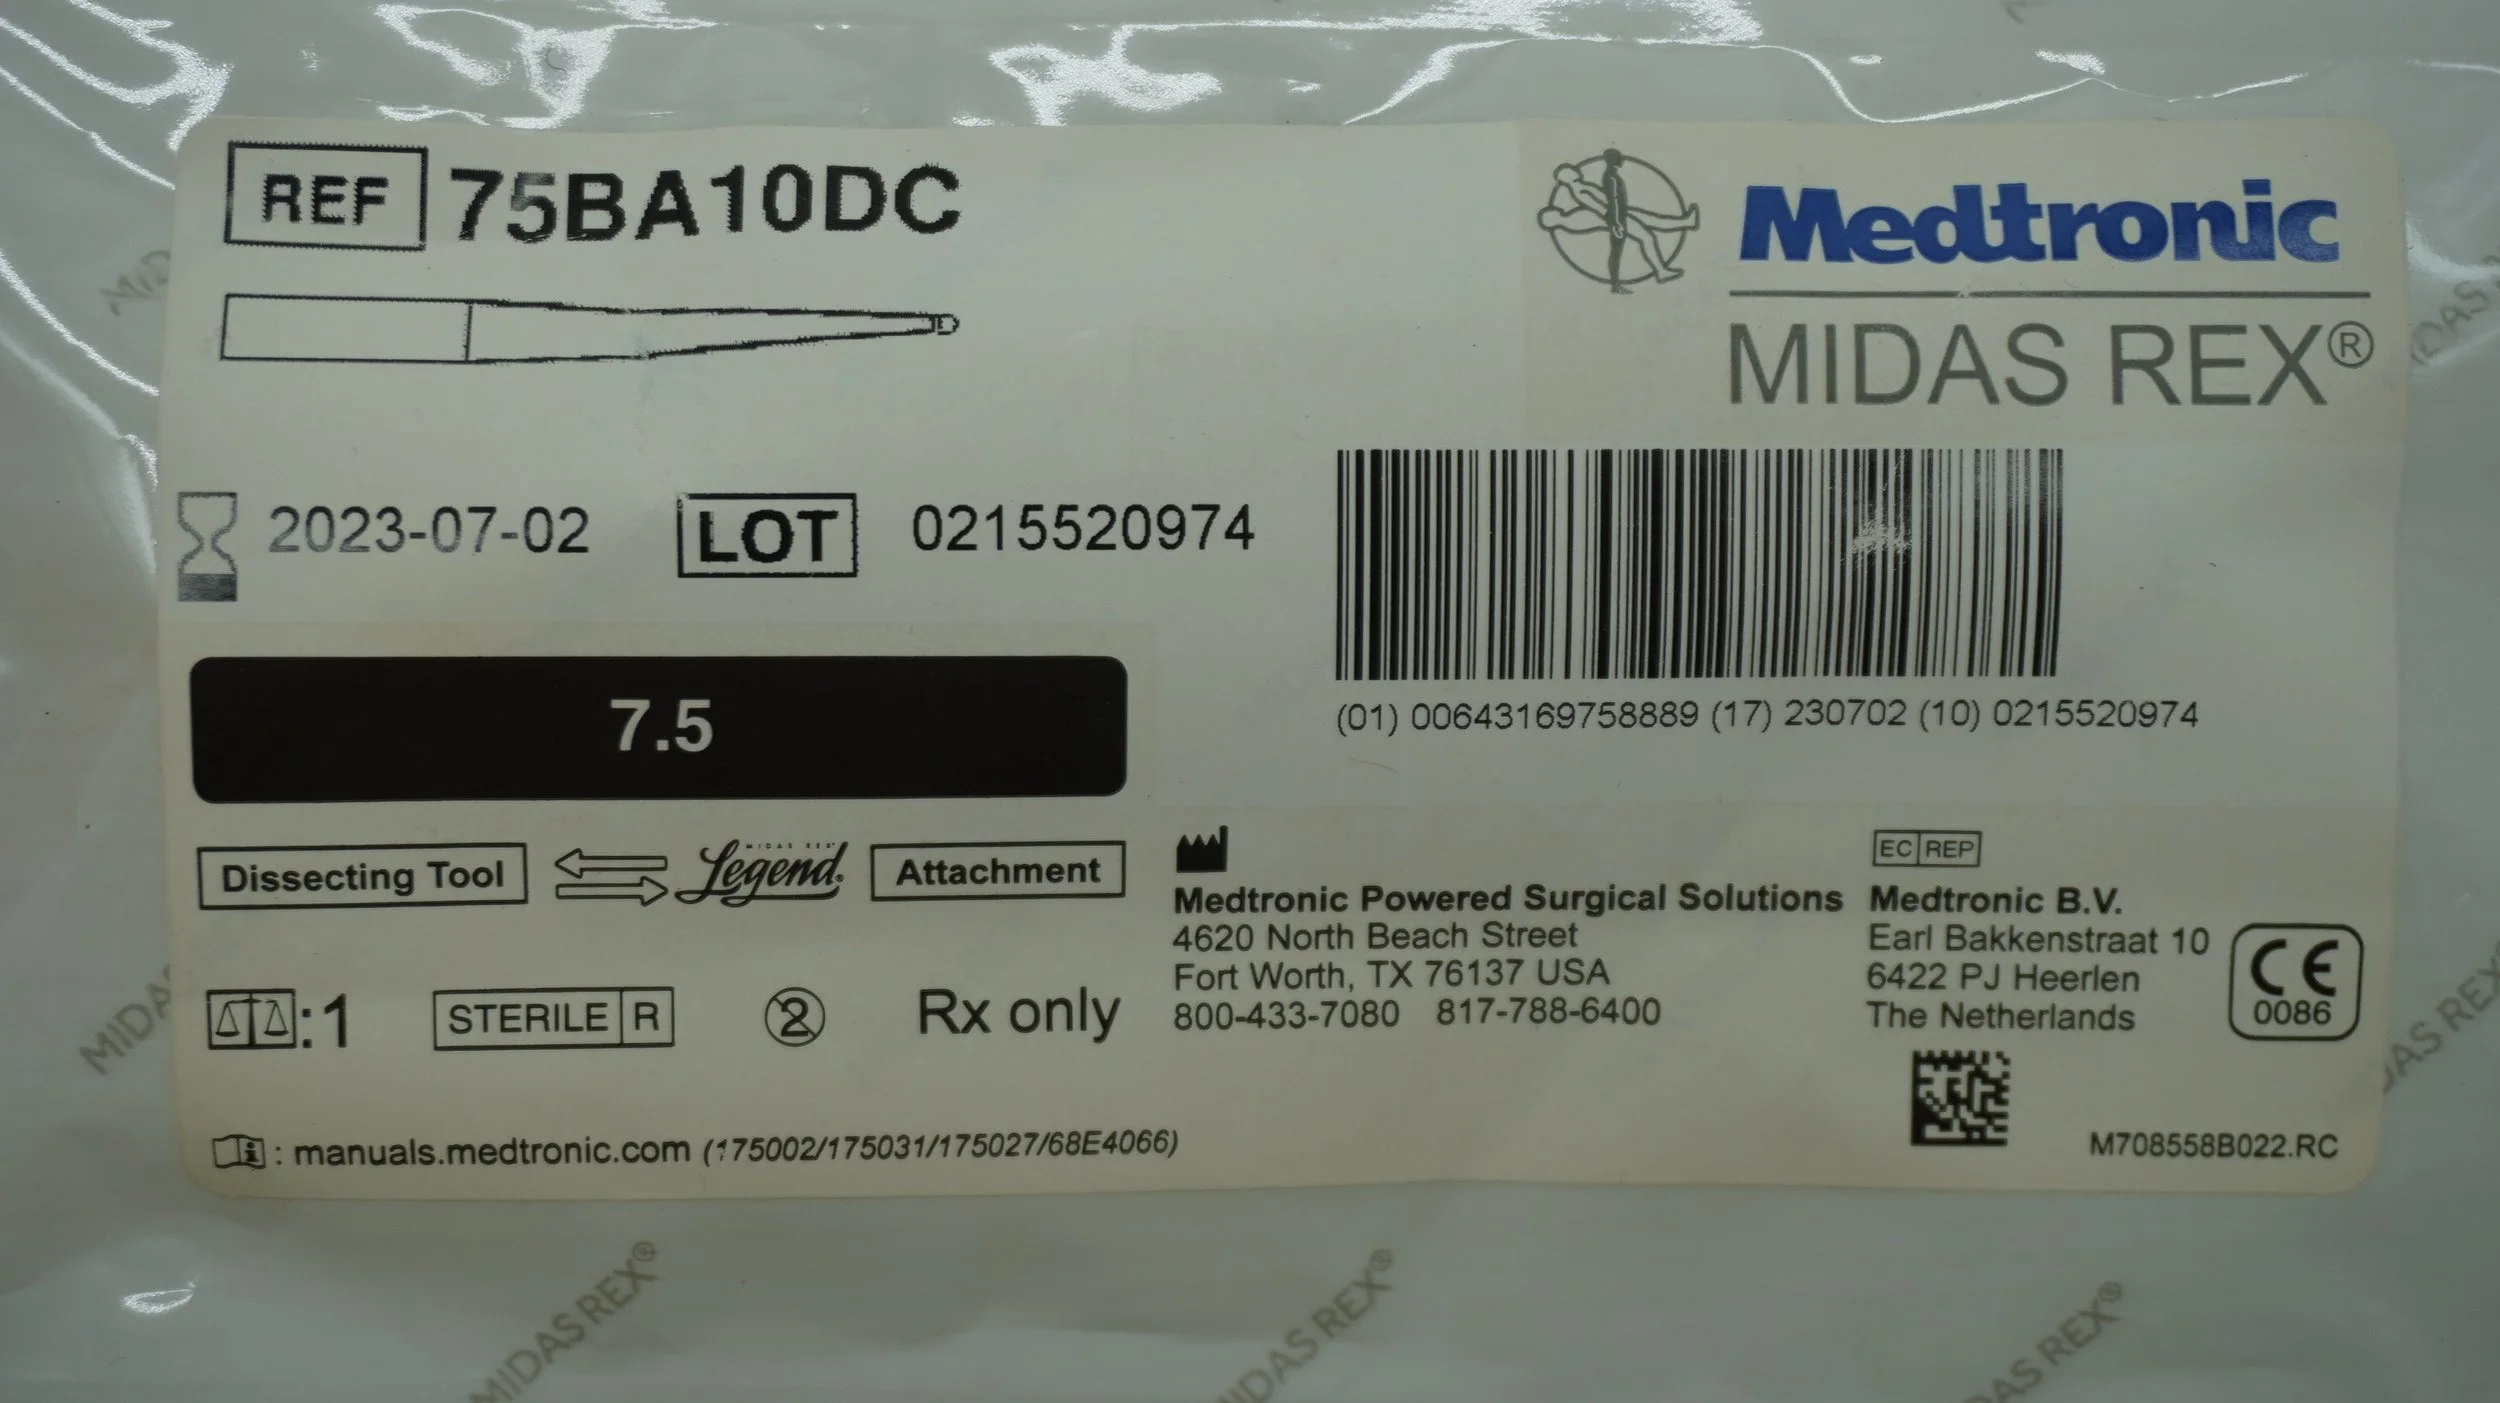 REF 75BA10DC
Medtronic
MIDAS REX®
2023-07-02 LOT 0215520974
(01) 00643169758889 (17) 230702 (10) 0215520974
7.5
Dissecting Tool MIDAS REX Legend® Attachment
:1 STERILE R 2 Rx only
Medtronic Powered Surgical Solutions
4620 North Beach Street
Fort Worth, TX 76137 USA
800-433-7080 817-788-6400
EC REP
Medtronic B.V.
Earl Bakkenstraat 10
6422 PJ Heerlen
The Netherlands
CE
0086
i : manuals.medtronic.com (175002/175031/175027/68E4066)
M708558B022.RC
MIDAS REX®
MIDAS REX®